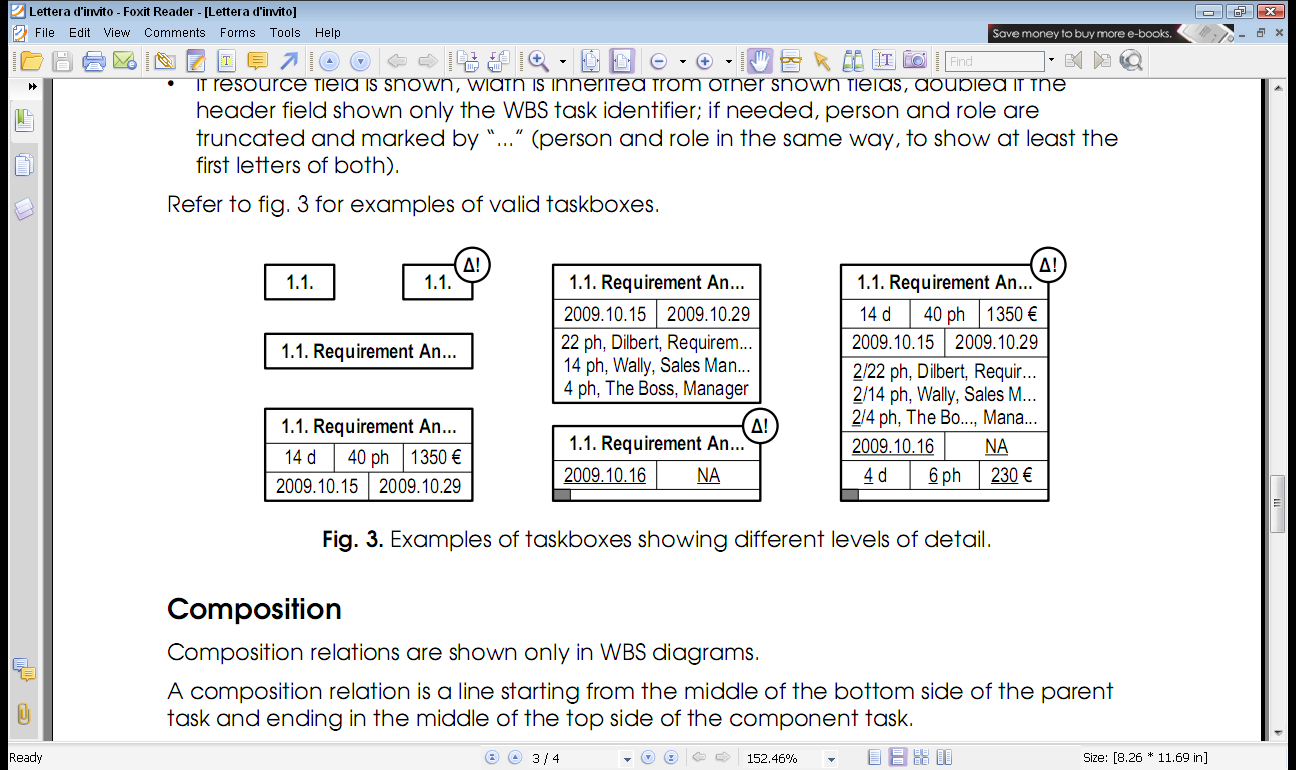 Lettera d'invito - Foxit Reader - [Lettera d'invito]
File Edit View Comments Forms Tools Help
Save money to buy more e-books.
Find
• If resource field is shown, width is inherited from other shown fields, doubled if the
header field shown only the WBS task identifier; if needed, person and role are
truncated and marked by “...” (person and role in the same way, to show at least the
first letters of both).
Refer to fig. 3 for examples of valid taskboxes.
1.1.
1.1.
Δ!
1.1. Requirement An...
1.1. Requirement An...
14 d 40 ph 1350 €
2009.10.15 2009.10.29
1.1. Requirement An...
2009.10.15 2009.10.29
22 ph, Dilbert, Requirem...
14 ph, Wally, Sales Man...
4 ph, The Boss, Manager
Δ!
1.1. Requirement An...
2009.10.16 NA
Δ!
1.1. Requirement An...
14 d 40 ph 1350 €
2009.10.15 2009.10.29
2/22 ph, Dilbert, Requir...
2/14 ph, Wally, Sales M...
2/4 ph, The Bo..., Mana...
2009.10.16 NA
4 d 6 ph 230 €
Fig. 3. Examples of taskboxes showing different levels of detail.
Composition
Composition relations are shown only in WBS diagrams.
A composition relation is a line starting from the middle of the bottom side of the parent
task and ending in the middle of the top side of the component task.
Ready 3 / 4 152.46% Size: [8.26 * 11.69 in]